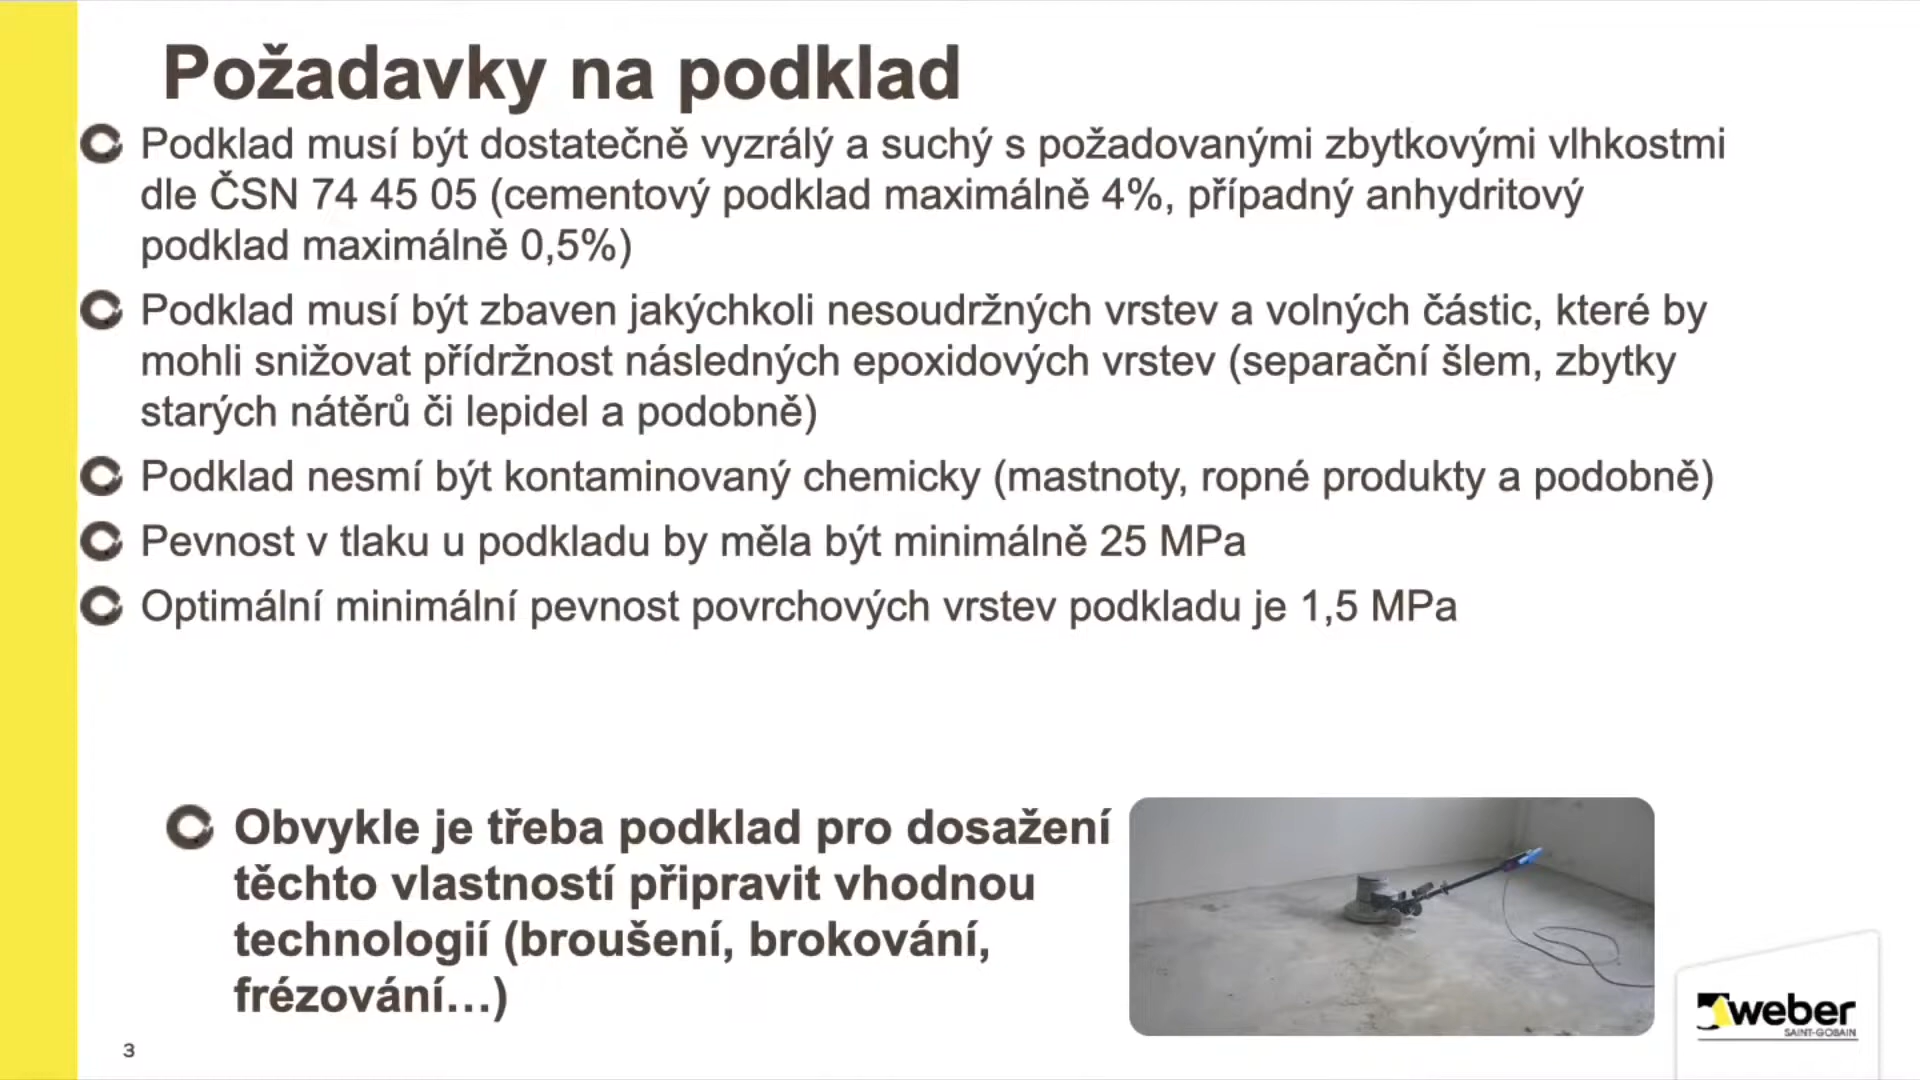 Požadavky na podklad
Podklad musí být dostatečně vyzrálý a suchý s požadovanými zbytkovými vlhkostmi
dle ČSN 74 45 05 (cementový podklad maximálně 4%, případný anhydritový
podklad maximálně 0,5%)
Podklad musí být zbaven jakýchkoli nesoudržných vrstev a volných částic, které by
mohli snižovat přídržnost následných epoxidových vrstev (separační šlem, zbytky
starých nátěrů či lepidel a podobně)
Podklad nesmí být kontaminovaný chemicky (mastnoty, ropné produkty a podobně)
Pevnost v tlaku u podkladu by měla být minimálně 25 MPa
Optimální minimální pevnost povrchových vrstev podkladu je 1,5 MPa
Obvykle je třeba podklad pro dosažení
těchto vlastností připravit vhodnou
technologií (broušení, brokování,
frézování…)
3
weber
SAINT-GOBAIN